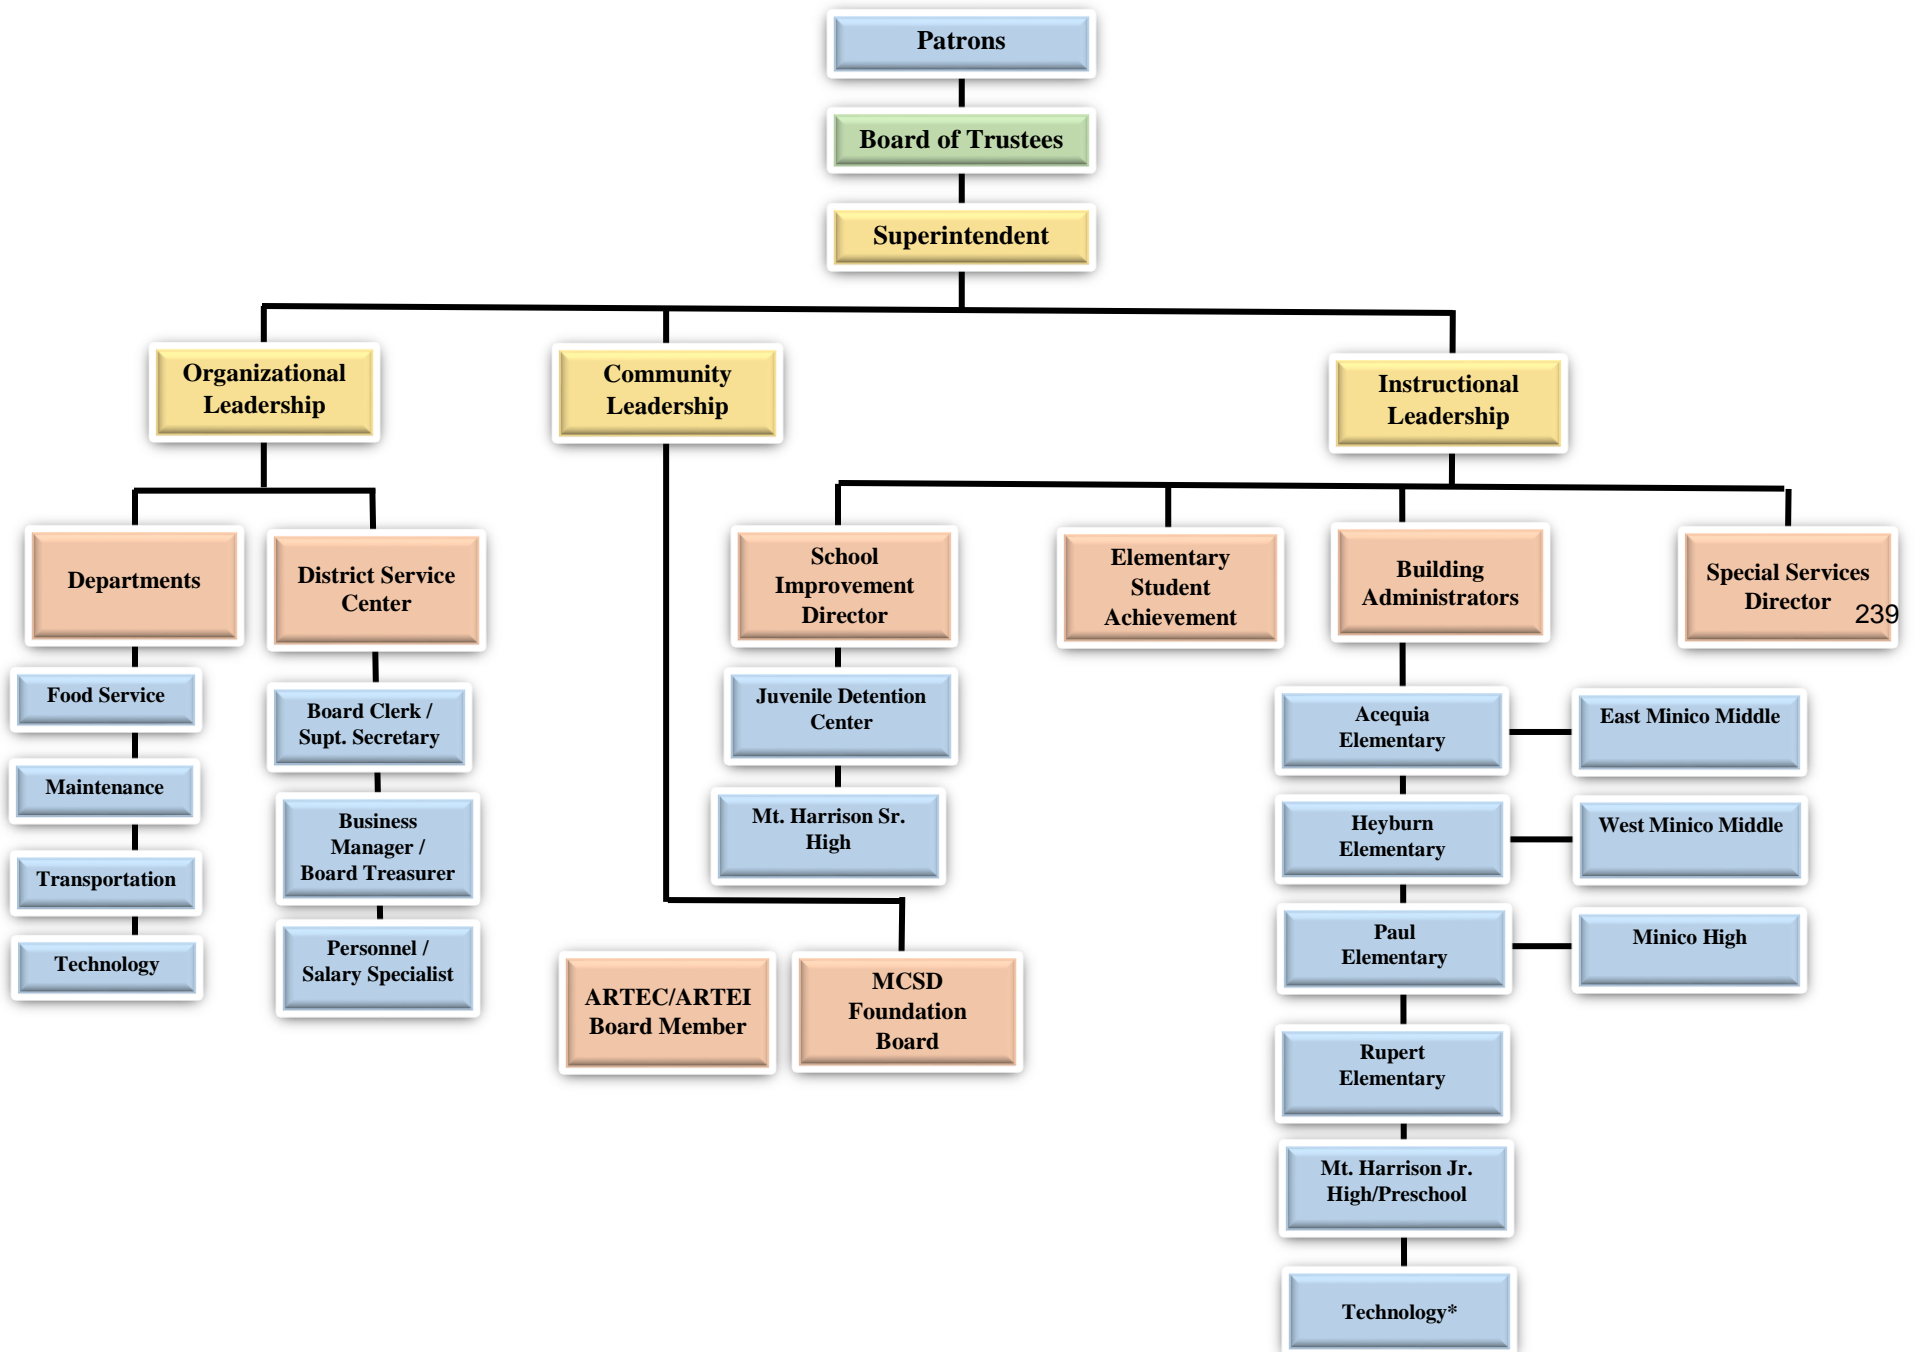 Patrons
Board of Trustees
Superintendent
Organizational
Leadership
Community
Leadership
Instructional
Leadership
Departments
District Service
Center
School
Improvement
Director
Elementary
Student
Achievement
Building
Administrators
Special Services
Director
239
Food Service
Maintenance
Transportation
Technology
Board Clerk /
Supt. Secretary
Business
Manager /
Board Treasurer
Personnel /
Salary Specialist
ARTEC/ARTEI
Board Member
MCSD
Foundation
Board
Juvenile Detention
Center
Mt. Harrison Sr.
High
Acequia
Elementary
East Minico Middle
Heyburn
Elementary
West Minico Middle
Paul
Elementary
Minico High
Rupert
Elementary
Mt. Harrison Jr.
High/Preschool
Technology*